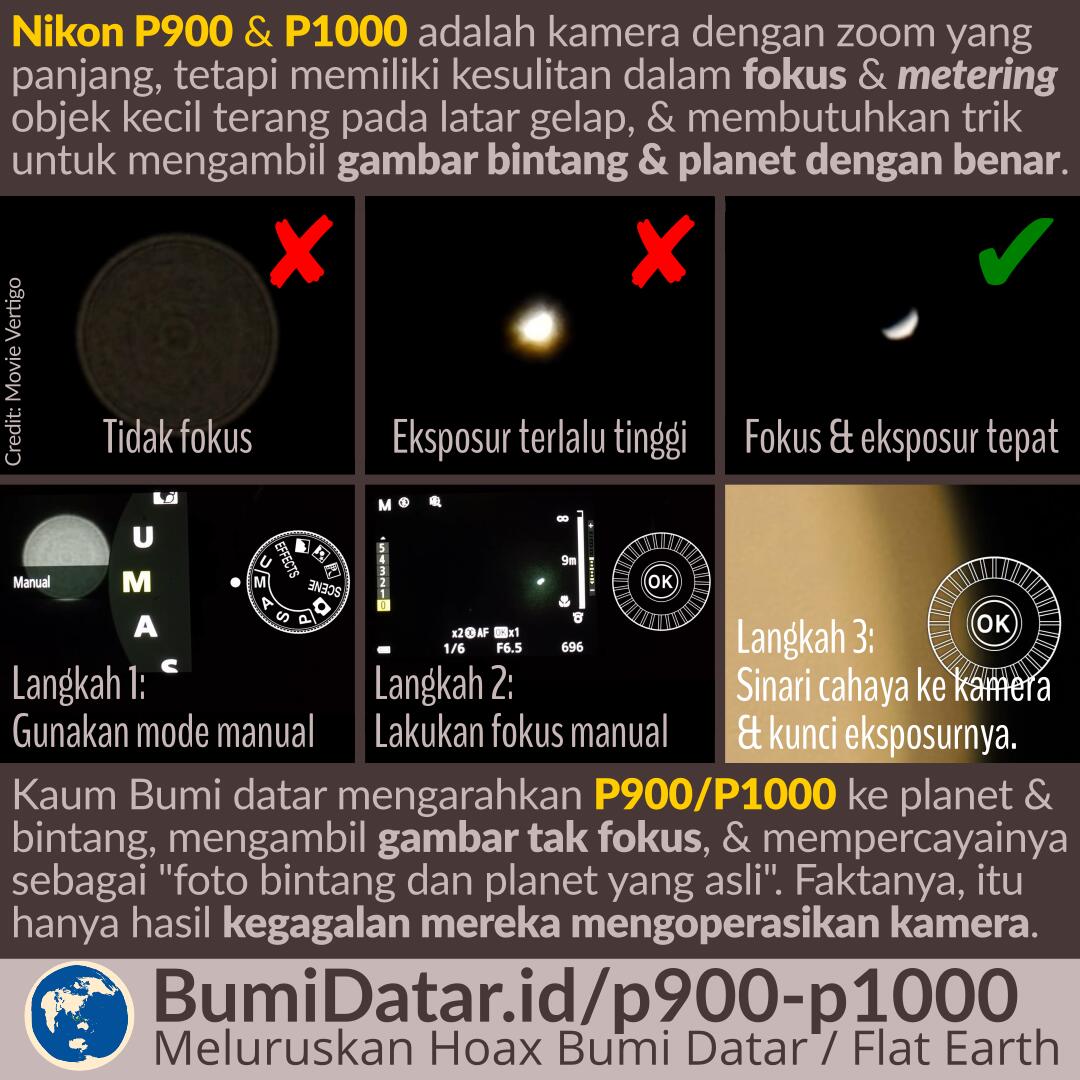 Nikon P900 & P1000 adalah kamera dengan zoom yang
panjang, tetapi memiliki kesulitan dalam fokus & metering
objek kecil terang pada latar gelap, & membutuhkan trik
untuk mengambil gambar bintang & planet dengan benar.
Credit: Movie Vertigo
Tidak fokus
Eksposur terlalu tinggi
Fokus & eksposur tepat
U
M
A
S
Manual
EFFECTS
SCENE
U
M
A
S
P
Langkah 1:
Gunakan mode manual
M
5
4
3
2
1
0
∞
9m
+
x2 AF OK x1
1/6 F6.5 696
OK
Langkah 2:
Lakukan fokus manual
OK
Langkah 3:
Sinari cahaya ke kamera
& kunci eksposurnya.
Kaum Bumi datar mengarahkan P900/P1000 ke planet &
bintang, mengambil gambar tak fokus, & mempercayainya
sebagai "foto bintang dan planet yang asli". Faktanya, itu
hanya hasil kegagalan mereka mengoperasikan kamera.
BumiDatar.id/p900-p1000
Meluruskan Hoax Bumi Datar / Flat Earth